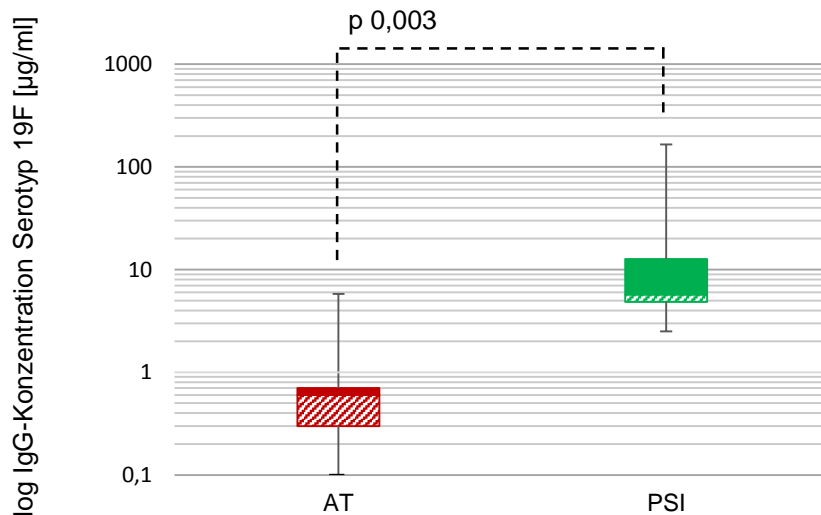 p 0,003
log IgG-Konzentration Serotyp 19F [µg/ml]
1000
100
10
1
0,1
AT
PSI